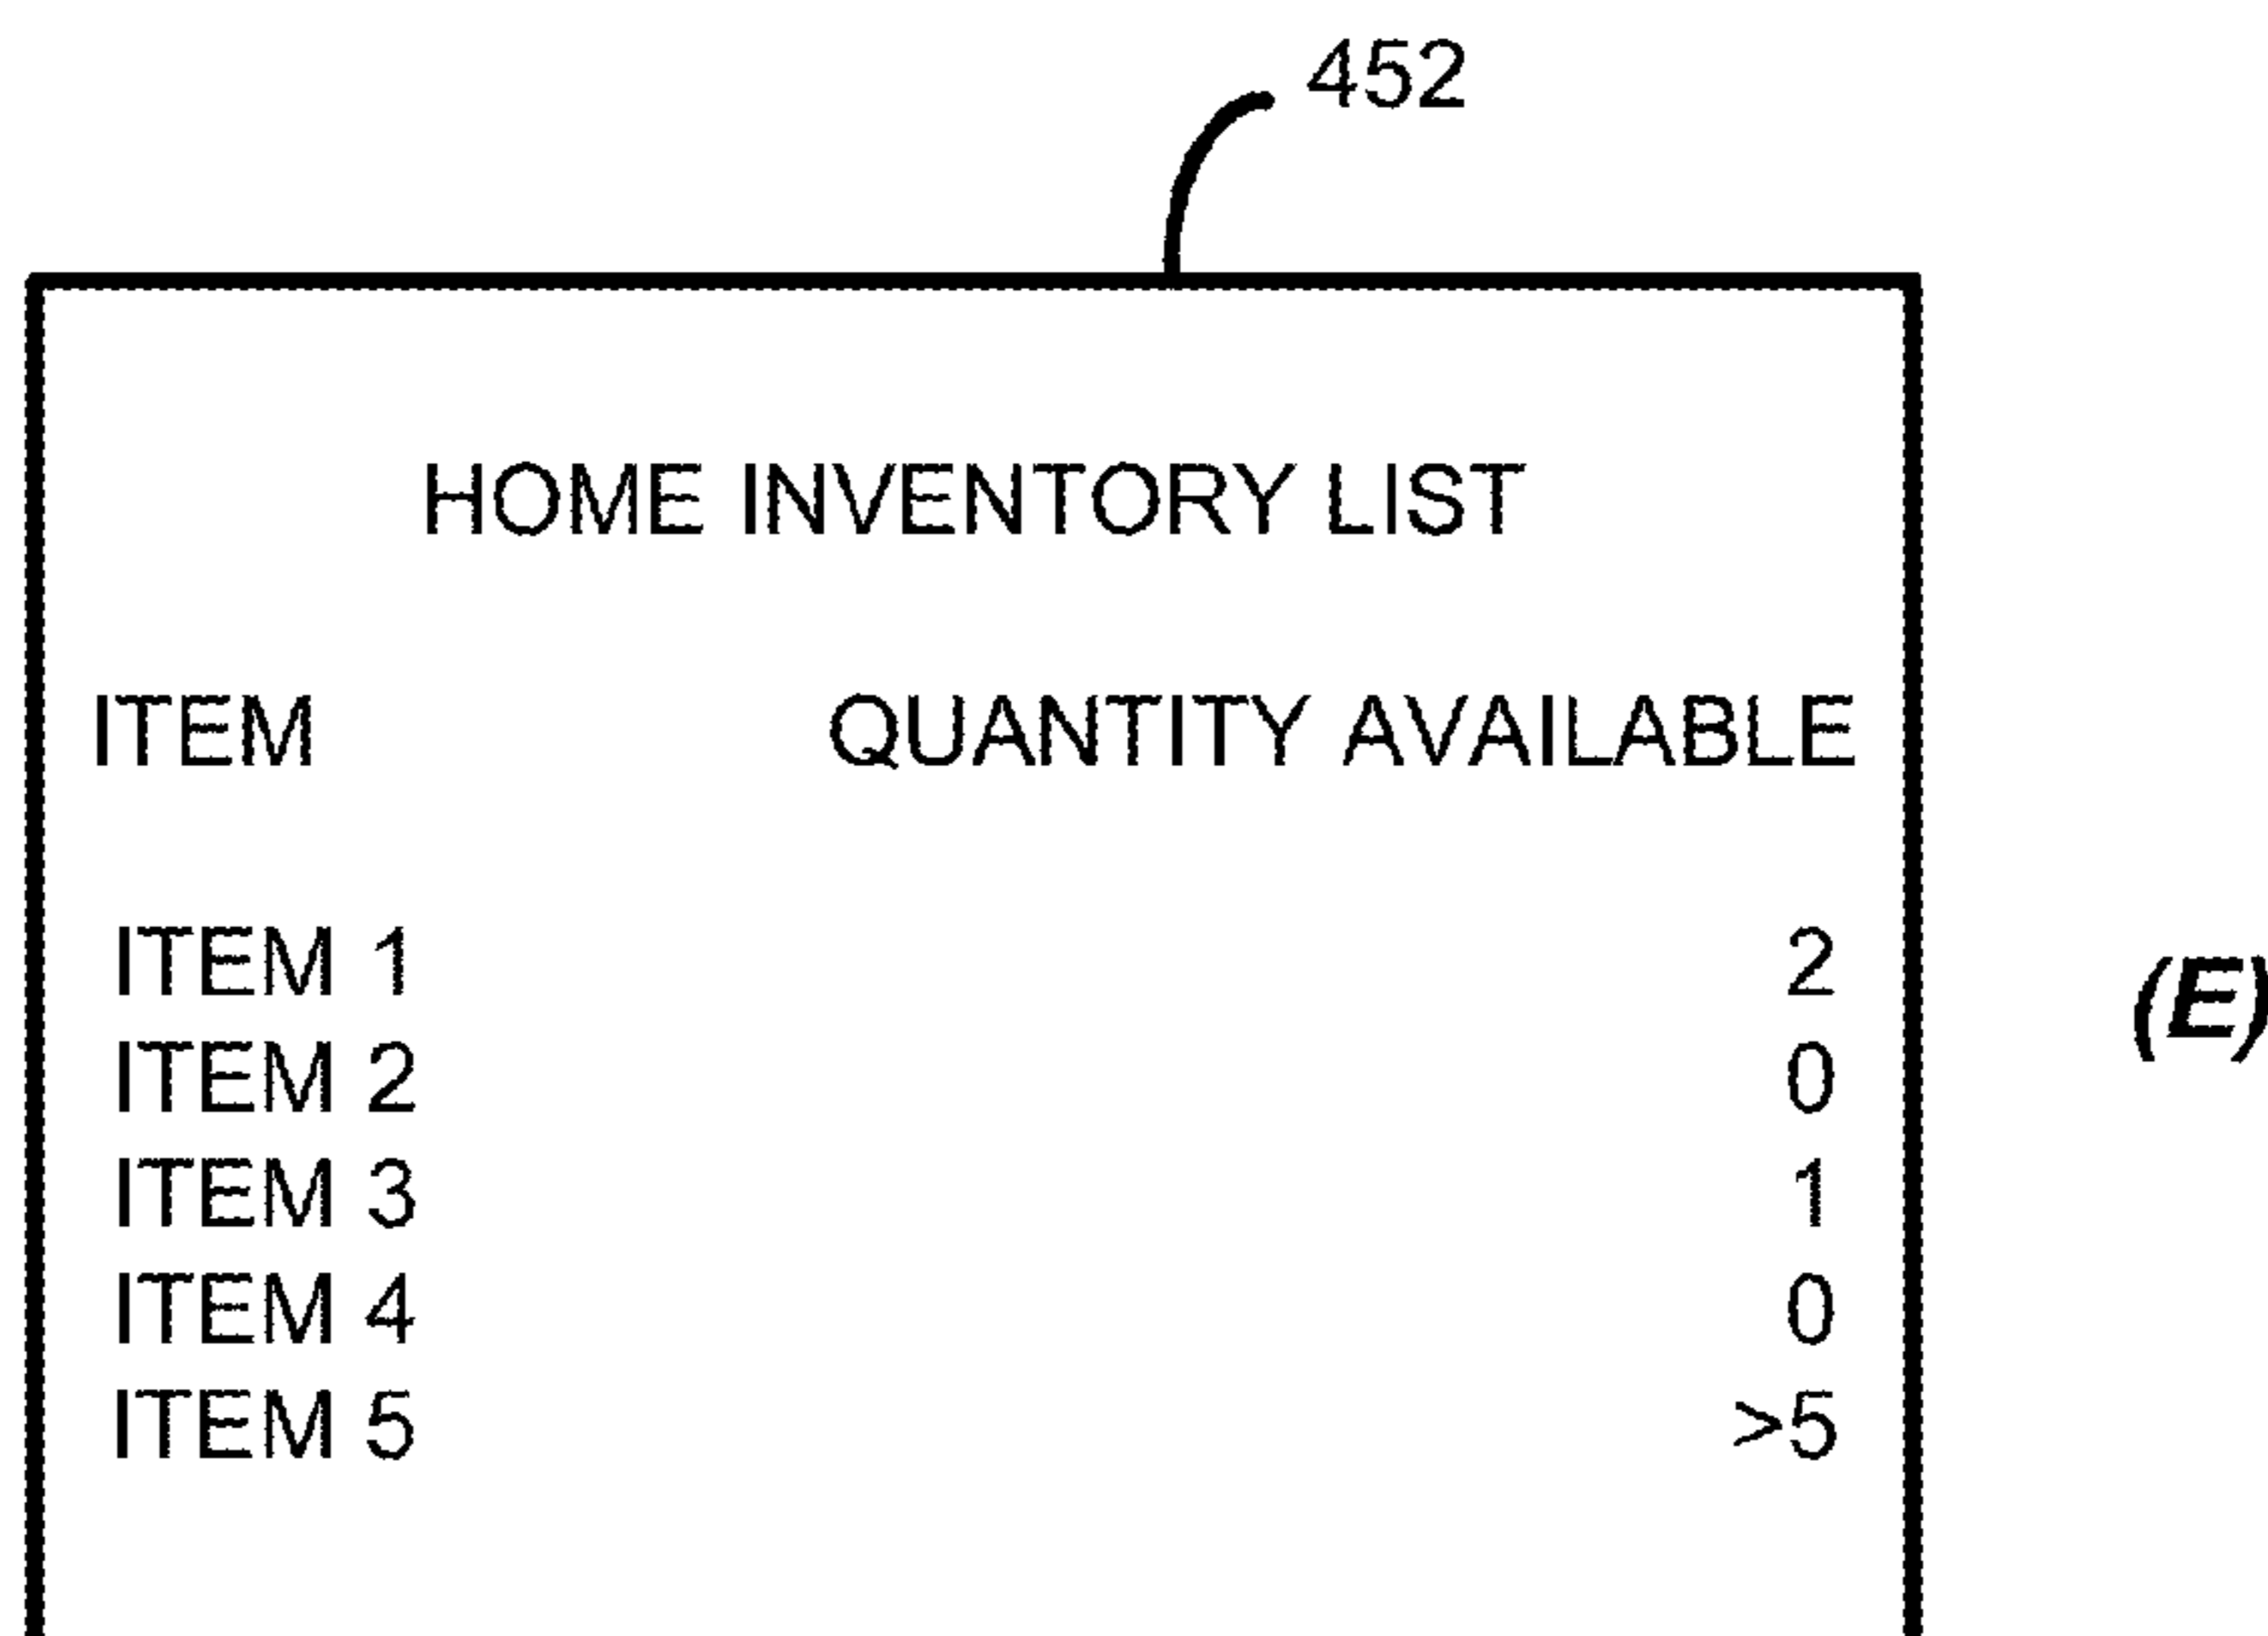 452
HOME INVENTORY LIST
ITEM QUANTITY AVAILABLE
ITEM 1 2
(E)
ITEM 2 0
ITEM 3 1
ITEM 4 0
ITEM 5 >5